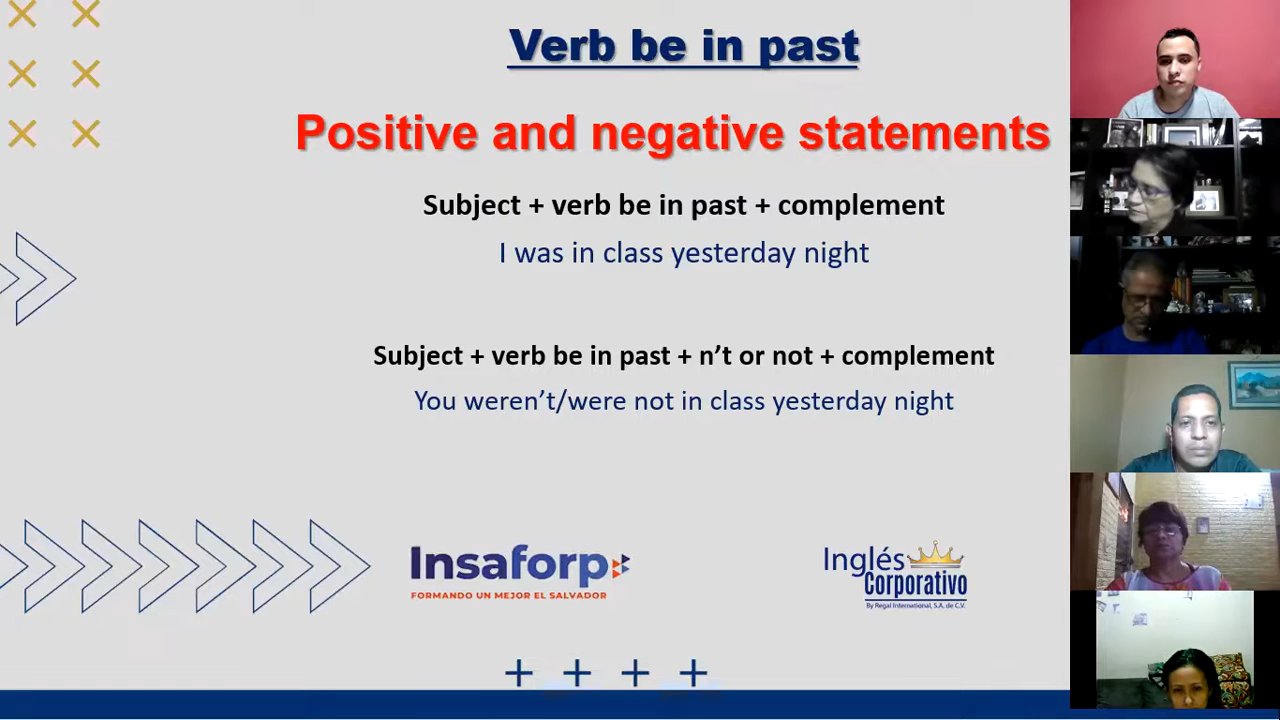 Verb be in past
Positive and negative statements
Subject + verb be in past + complement
I was in class yesterday night
Subject + verb be in past + n’t or not + complement
You weren’t/were not in class yesterday night
Insaforp
FORMANDO UN MEJOR EL SALVADOR
Inglés
Corporativo
By Regal International, S.A. de C.V.